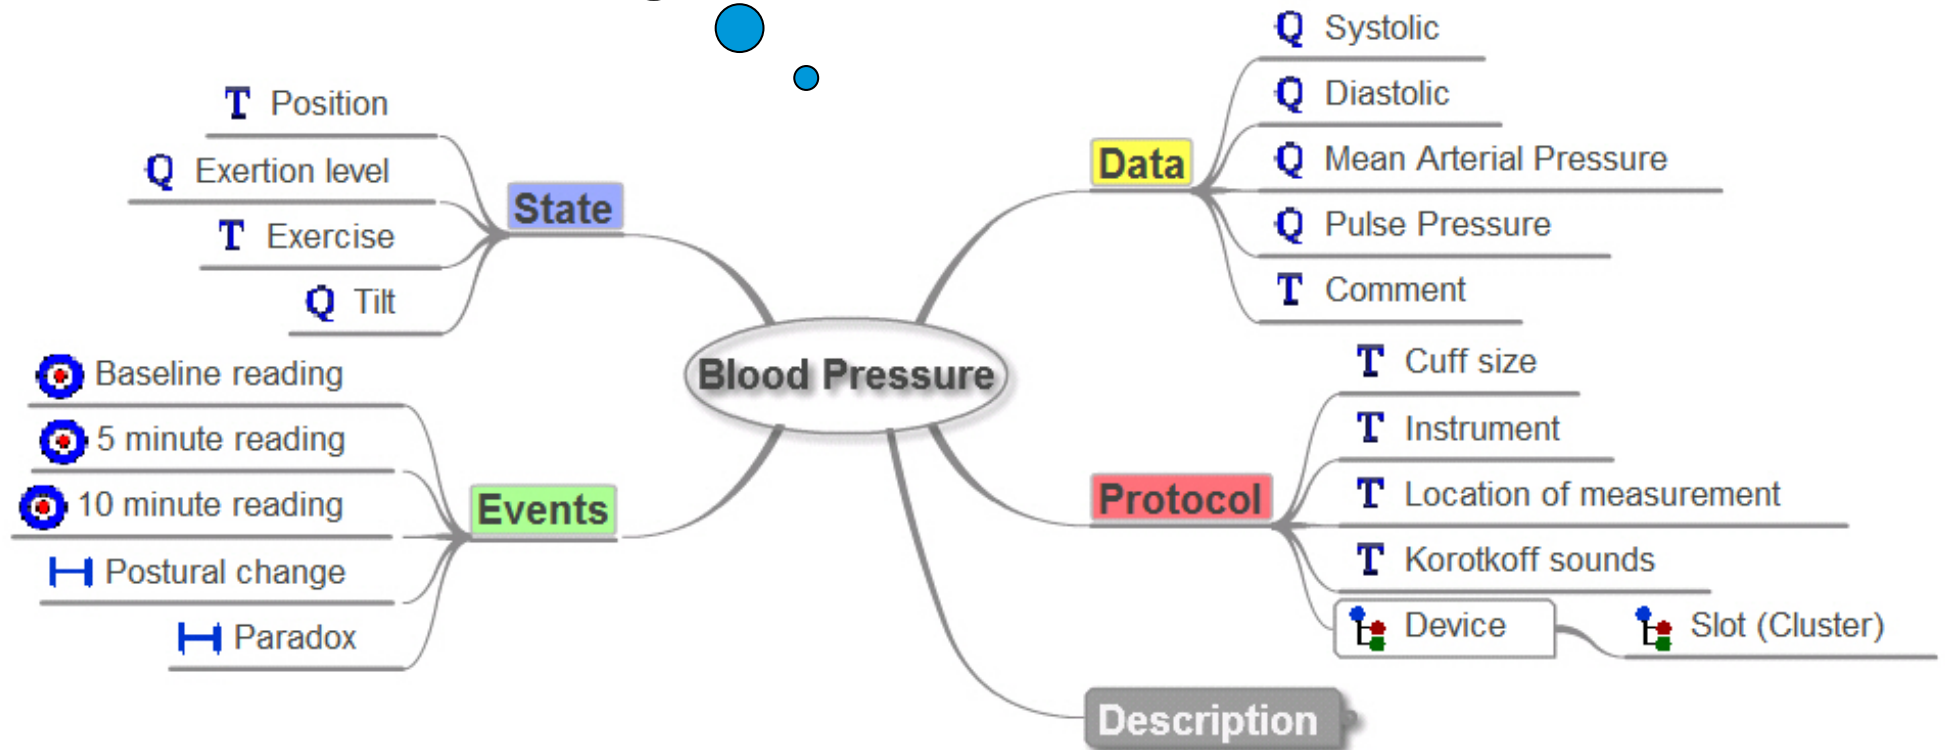 Blood Pressure
State
T Position
Q Exertion level
T Exercise
Q Tilt
Events
Baseline reading
5 minute reading
10 minute reading
Postural change
Paradox
Data
Q Systolic
Q Diastolic
Q Mean Arterial Pressure
Q Pulse Pressure
T Comment
Protocol
T Cuff size
T Instrument
T Location of measurement
T Korotkoff sounds
Device
Slot (Cluster)
Description